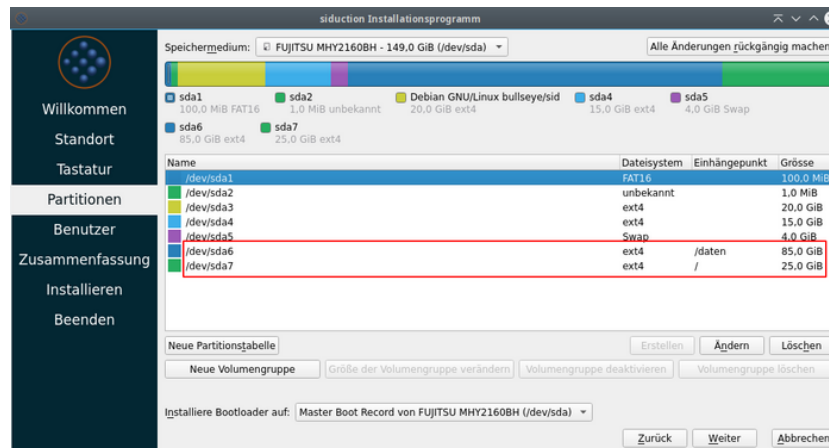 siduction Installationsprogramm
Speichermedium: FUJITSU MHY2160BH - 149,0 GiB (/dev/sda) Alle Änderungen rückgängig machen
sda1 sda2 Debian GNU/Linux bullseye/sid sda4 sda5
100,0 MiB FAT16 1,0 MiB unbekannt 20,0 GiB ext4 15,0 GiB ext4 4,0 GiB Swap
sda6 sda7
85,0 GiB ext4 25,0 GiB ext4
Willkommen
Standort
Tastatur
Partitionen
Benutzer
Zusammenfassung
Installieren
Beenden
Name Dateisystem Einhängepunkt Grösse
/dev/sda1 FAT16 100,0 MiB
/dev/sda2 unbekannt 1,0 MiB
/dev/sda3 ext4 20,0 GiB
/dev/sda4 ext4 15,0 GiB
/dev/sda5 Swap 4,0 GiB
/dev/sda6 ext4 /daten 85,0 GiB
/dev/sda7 ext4 / 25,0 GiB
Neue Partitionstabelle Erstellen Ändern Löschen
Neue Volumengruppe Größe der Volumengruppe verändern Volumengruppe deaktivieren Volumengruppe löschen
Installiere Bootloader auf: Master Boot Record von FUJITSU MHY2160BH (/dev/sda)
Zurück Weiter Abbrechen